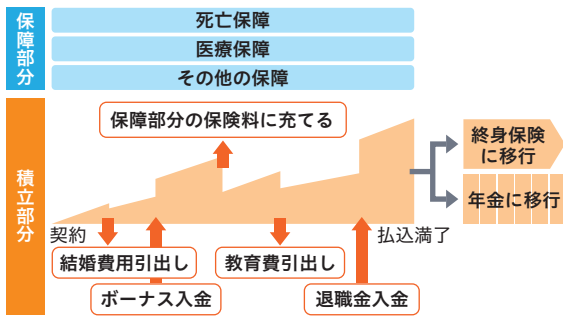 保障部分
死亡保障
医療保障
その他の保障
積立部分
保障部分の保険料に充てる
終身保険
に移行
年金に移行
契約
払込満了
結婚費用引出し
教育費引出し
ボーナス入金
退職金入金